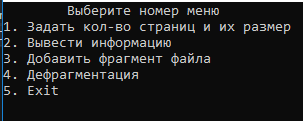 Выберите номер меню
1. Задать кол-во страниц и их размер
2. Вывести информацию
3. Добавить фрагмент файла
4. Дефрагментация
5. Exit